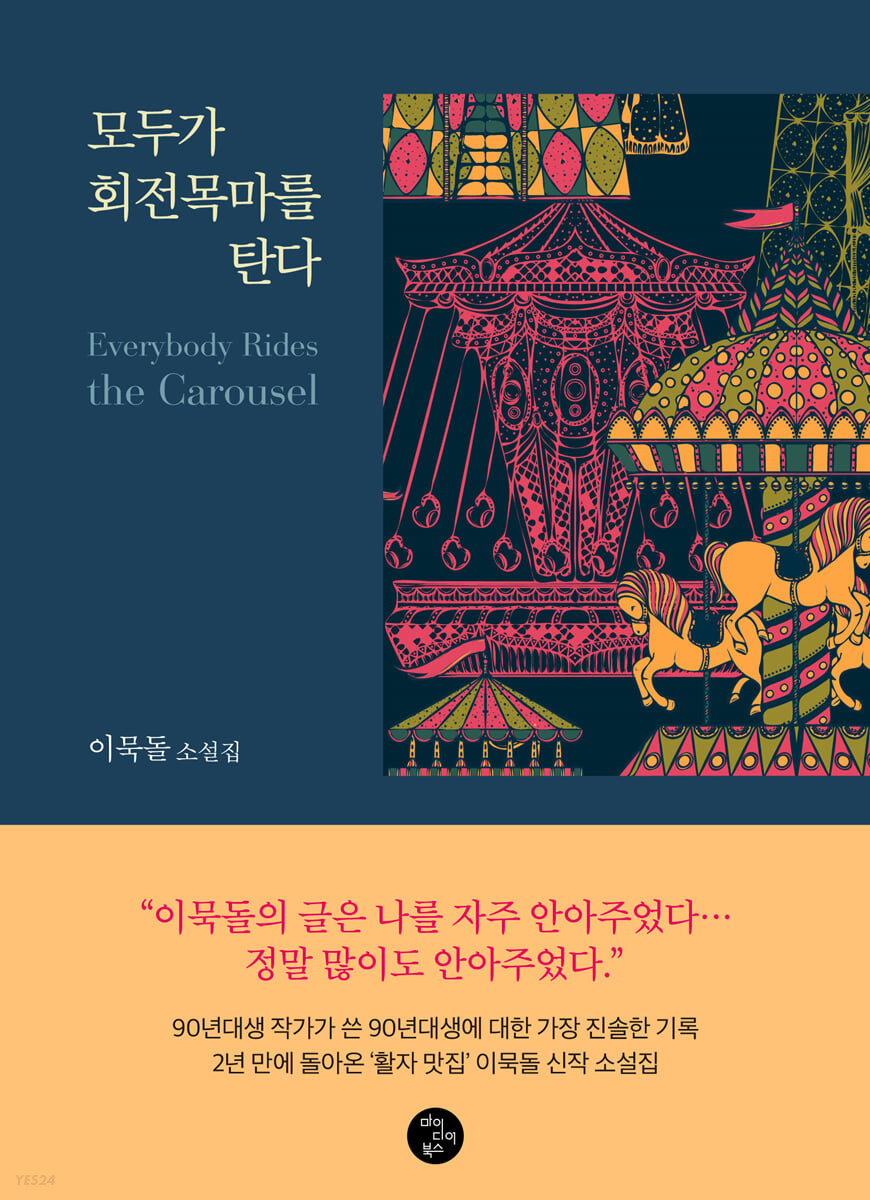 모두가
회전목마를
탄다
Everybody Rides
the Carousel
이묵돌 소설집
“이묵돌의 글은 나를 자주 안아주었다…
정말 많이도 안아주었다.”
90년대생 작가가 쓴 90년대생에 대한 가장 진솔한 기록
2년 만에 돌아온 ‘활자 맛집’ 이묵돌 신작 소설집
마이
디어
북스
YES24